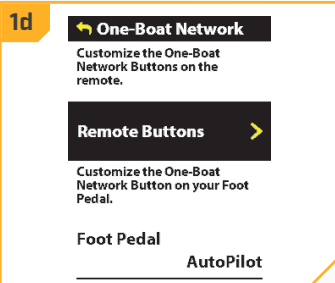 1d
One-Boat Network
Customize the One-Boat
Network Buttons on the
remote.
Remote Buttons
Customize the One-Boat
Network Button on your Foot
Pedal.
Foot Pedal
AutoPilot